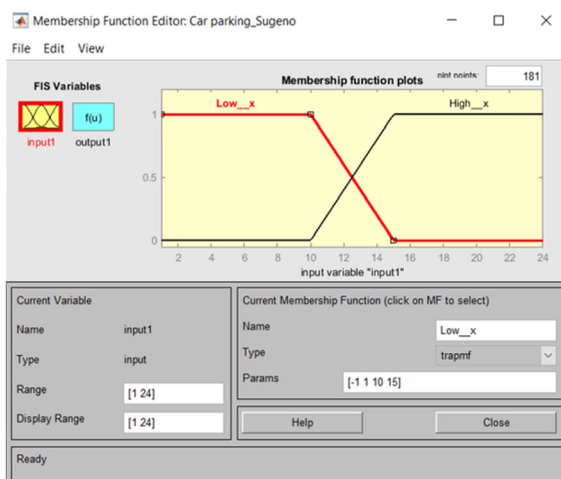 Membership Function Editor: Car parking_Sugeno
File Edit View
FIS Variables
f(u)
input1 output1
Membership function plots
plot points: 181
Low__x High__x
1
0.5
0
2 4 6 8 10 12 14 16 18 20 22 24
input variable "input1"
Current Variable
Name input1
Type input
Range [1 24]
Display Range [1 24]
Current Membership Function (click on MF to select)
Name Low__x
Type trapmf
Params [-1 1 10 15]
Help Close
Ready